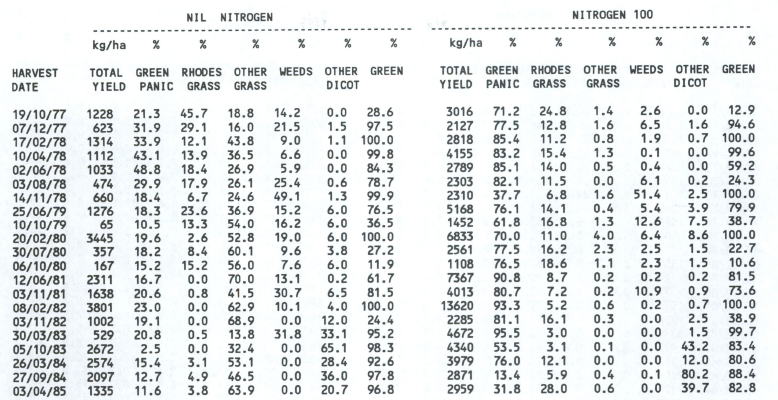 NIL NITROGEN NITROGEN 100
kg/ha % % % % % % kg/ha % % % % % %
HARVEST TOTAL GREEN RHODES OTHER WEEDS OTHER GREEN TOTAL GREEN RHODES OTHER WEEDS OTHER GREEN
DATE YIELD PANIC GRASS GRASS DICOT YIELD PANIC GRASS GRASS DICOT
19/10/77 1228 21.3 45.7 18.8 14.2 0.0 28.6 3016 71.2 24.8 1.4 2.6 0.0 12.9
07/12/77 623 31.9 29.1 16.0 21.5 1.5 97.5 2127 77.5 12.8 1.6 6.5 1.6 94.6
17/02/78 1314 33.9 12.1 43.8 9.0 1.1 100.0 2818 85.4 11.2 0.8 1.9 0.7 100.0
10/04/78 1112 43.1 13.9 36.5 6.6 0.0 99.8 4155 83.2 15.4 1.3 0.1 0.0 99.6
02/06/78 1033 48.8 18.4 26.9 5.9 0.0 84.3 2789 85.1 14.0 0.5 0.4 0.0 59.2
03/08/78 474 29.9 17.9 26.1 25.4 0.6 78.7 2303 82.1 11.5 0.0 6.1 0.2 24.3
14/11/78 660 18.4 6.7 24.6 49.1 1.3 99.9 2310 37.7 6.8 1.6 51.4 2.5 100.0
25/06/79 1276 18.3 23.6 36.9 15.2 6.0 76.5 5168 76.1 14.1 0.4 5.4 3.9 79.9
10/10/79 65 10.5 13.3 54.0 16.2 6.0 36.5 1452 61.8 16.8 1.3 12.6 7.5 38.7
20/02/80 3445 19.6 2.6 52.8 19.0 6.0 100.0 6833 70.0 11.0 4.0 6.4 8.6 100.0
30/07/80 357 18.2 8.4 60.1 9.6 3.8 27.2 2561 77.5 16.2 2.3 2.5 1.5 22.7
06/10/80 167 15.2 15.2 56.0 7.6 6.0 11.9 1108 76.5 18.6 1.1 2.3 1.5 10.6
12/06/81 2311 16.7 0.0 70.0 13.1 0.2 61.7 7367 90.8 8.7 0.2 0.2 0.2 81.5
03/11/81 1638 20.6 0.8 41.5 30.7 6.5 81.5 4013 80.7 7.2 0.2 10.9 0.9 73.6
08/02/82 3801 23.0 0.0 62.9 10.1 4.0 100.0 13620 93.3 5.2 0.6 0.2 0.7 100.0
03/11/82 1002 19.1 0.0 68.9 0.0 12.0 24.4 2285 81.1 16.1 0.3 0.0 2.5 38.9
30/03/83 529 20.8 0.5 13.8 31.8 33.1 95.2 4672 95.5 3.0 0.0 0.0 1.5 99.7
05/10/83 2672 2.5 0.0 32.4 0.0 65.1 98.3 4340 53.5 3.1 0.1 0.0 43.2 83.4
26/03/84 2574 15.4 3.1 53.1 0.0 28.4 92.6 3979 76.0 12.1 0.0 0.0 12.0 80.6
27/09/84 2097 12.7 4.9 46.5 0.0 36.0 97.8 2871 13.4 5.9 0.4 0.1 80.2 88.4
03/04/85 1335 11.6 3.8 63.9 0.0 20.7 96.8 2959 31.8 28.0 0.6 0.0 39.7 82.8